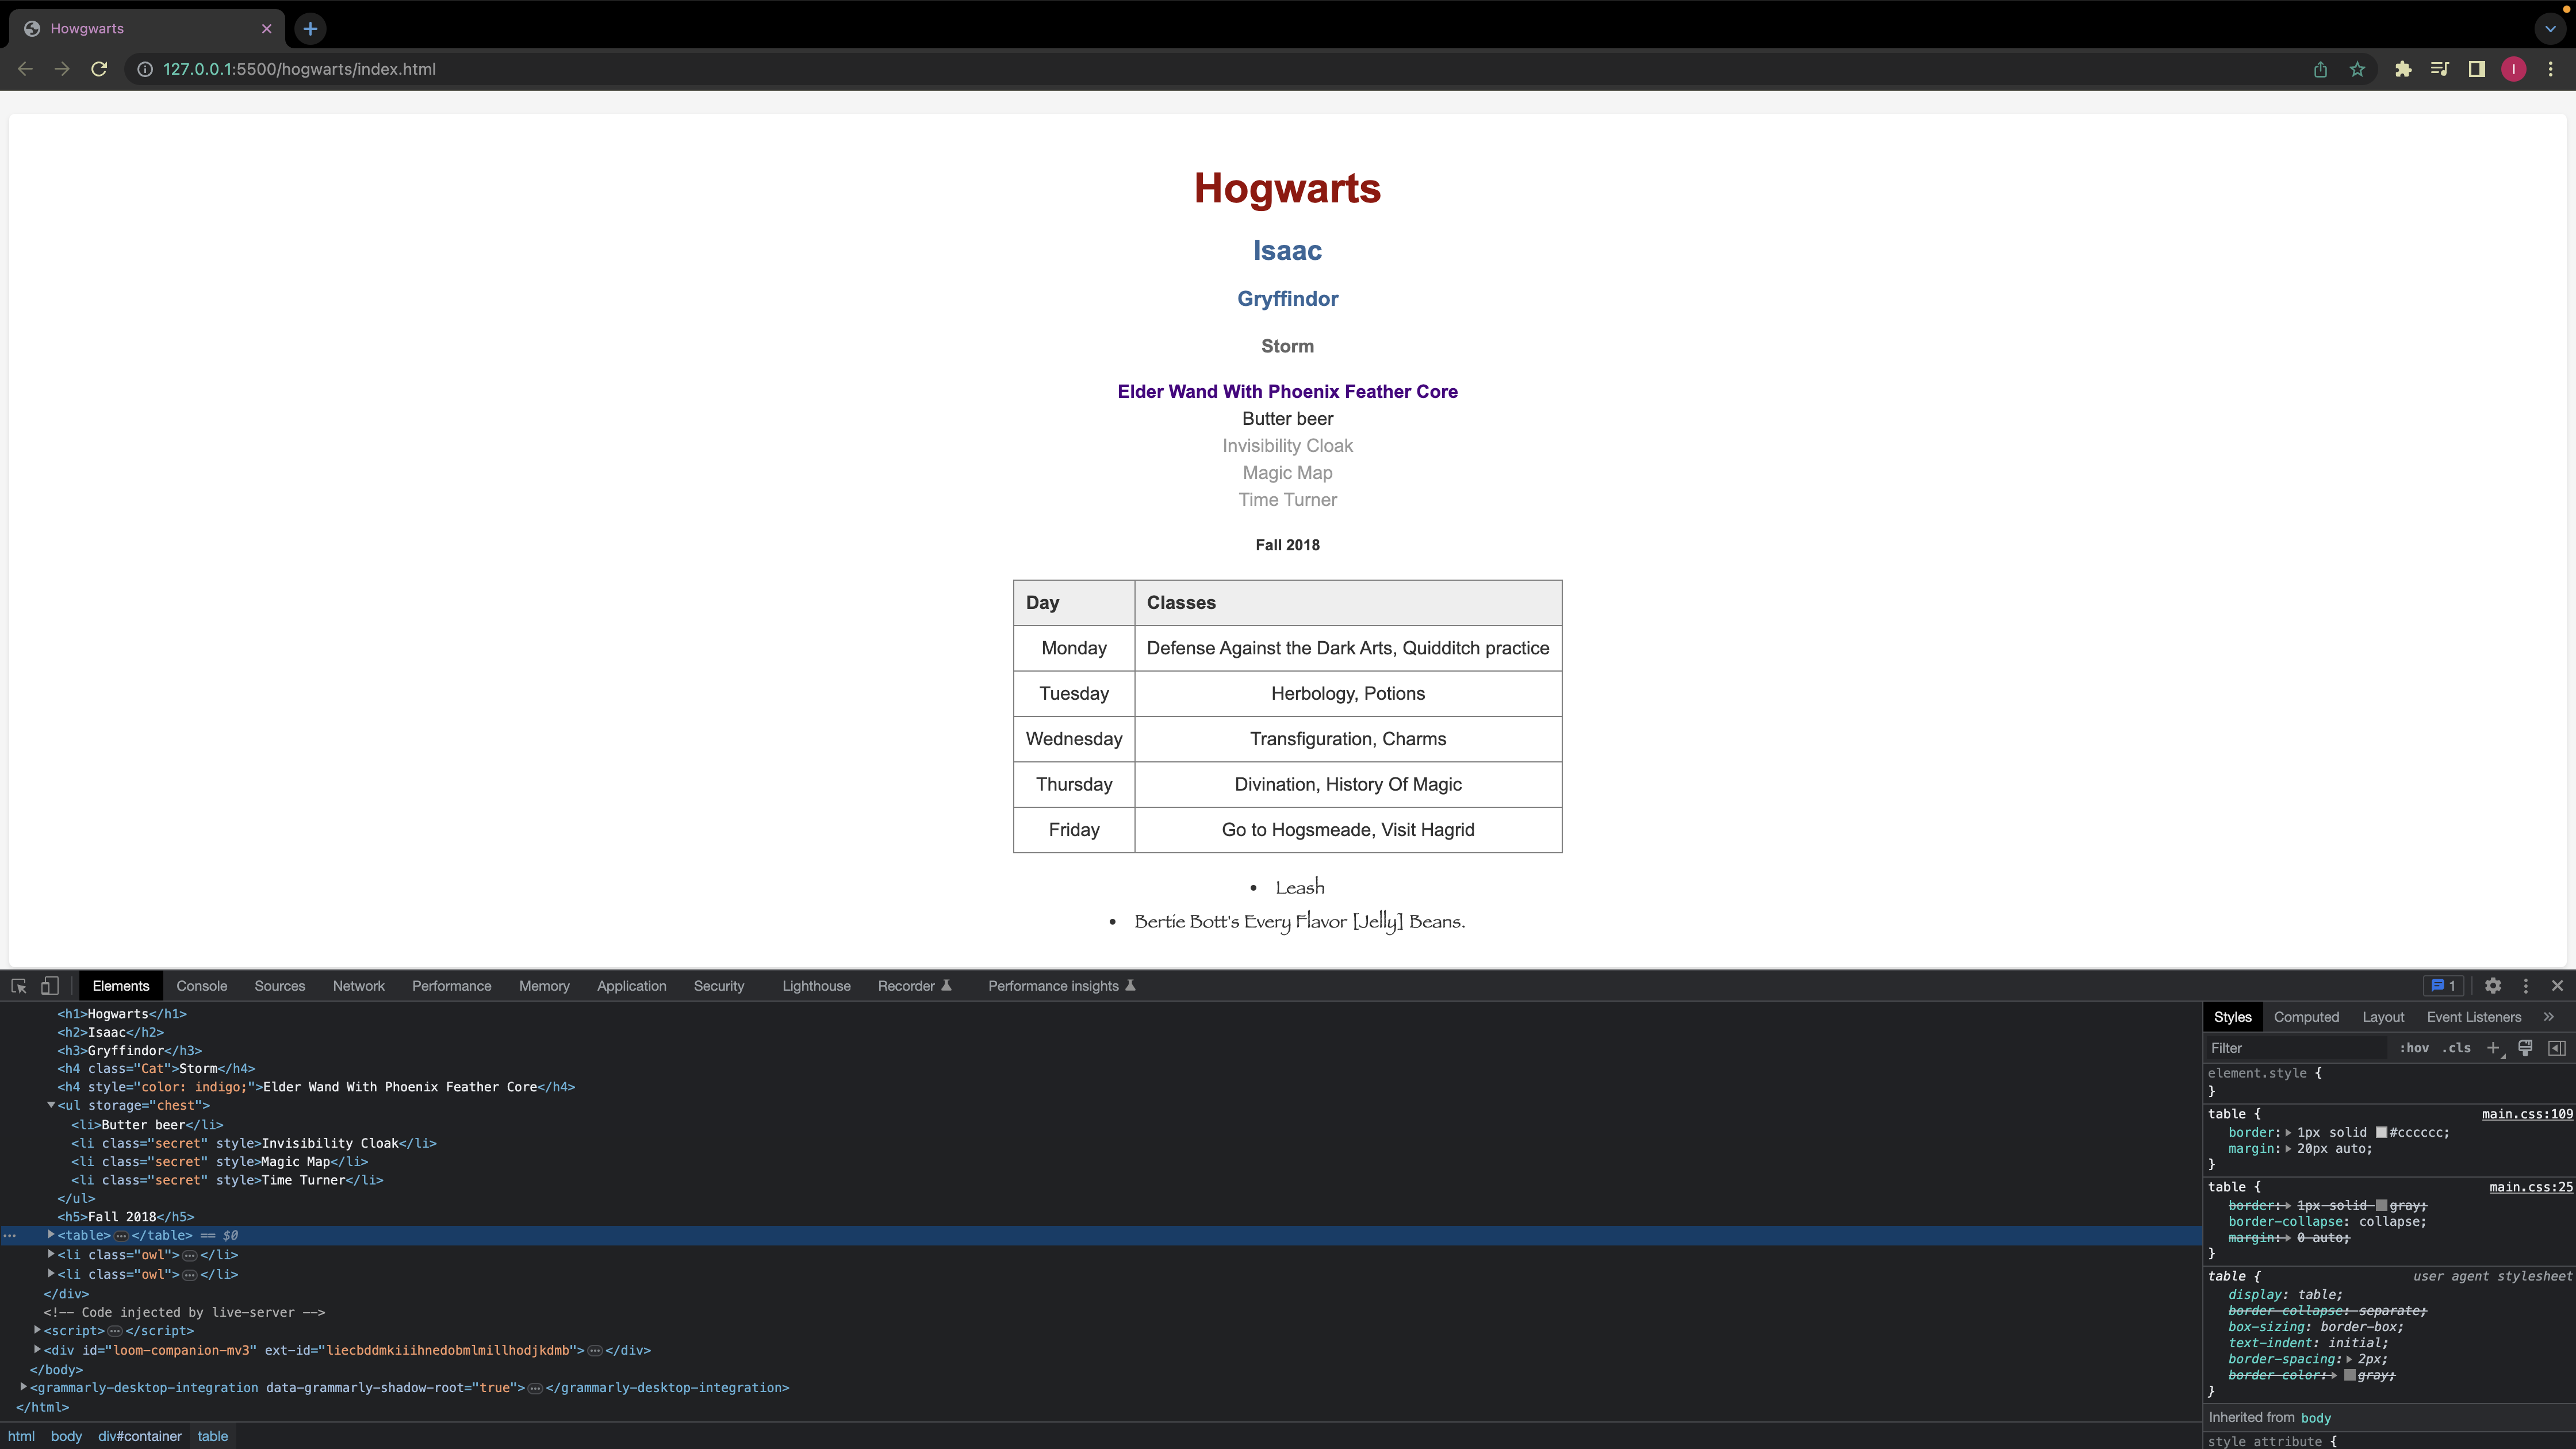 Howgwarts
127.0.0.1:5500/hogwarts/index.html
I
Hogwarts
Isaac
Gryffindor
Storm
Elder Wand With Phoenix Feather Core
Butter beer
Invisibility Cloak
Magic Map
Time Turner
Fall 2018
Day Classes
Monday Defense Against the Dark Arts, Quidditch practice
Tuesday Herbology, Potions
Wednesday Transfiguration, Charms
Thursday Divination, History Of Magic
Friday Go to Hogsmeade, Visit Hagrid
• Leash
• Bertie Bott's Every Flavor [Jelly] Beans.
Elements Console Sources Network Performance Memory Application Security Lighthouse Recorder Performance insights 1
<h1>Hogwarts</h1>
<h2>Isaac</h2>
<h3>Gryffindor</h3>
<h4 class="Cat">Storm</h4>
<h4 style="color: indigo;">Elder Wand With Phoenix Feather Core</h4>
<ul storage="chest">
<li>Butter beer</li>
<li class="secret" style>Invisibility Cloak</li>
<li class="secret" style>Magic Map</li>
<li class="secret" style>Time Turner</li>
</ul>
<h5>Fall 2018</h5>
<table>…</table> == $0
<li class="owl">…</li>
<li class="owl">…</li>
</div>
<!-- Code injected by live-server -->
<script>…</script>
<div id="loom-companion-mv3" ext-id="liecbddmkiiihnedobmlmillhodjkdmb">…</div>
</body>
<grammarly-desktop-integration data-grammarly-shadow-root="true">…</grammarly-desktop-integration>
</html>
html body div#container table
Styles Computed Layout Event Listeners »
Filter :hov .cls +
element.style {
}
table { main.css:109
border: 1px solid #cccccc;
margin: 20px auto;
}
table { main.css:25
border: 1px solid gray;
border-collapse: collapse;
margin: 0 auto;
}
table { user agent stylesheet
display: table;
border-collapse: separate;
box-sizing: border-box;
text-indent: initial;
border-spacing: 2px;
border-color: gray;
}
Inherited from body
style attribute {